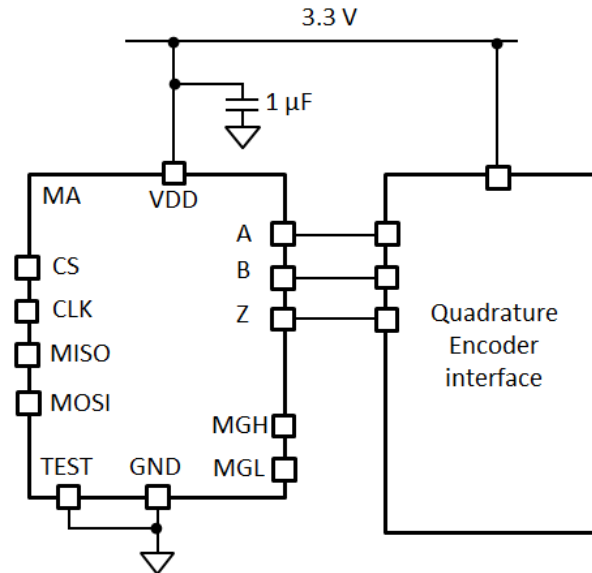 3.3 V
1 µF
MA
VDD
A
B
Z
CS
CLK
MISO
MOSI
MGH
MGL
TEST
GND
Quadrature
Encoder
interface